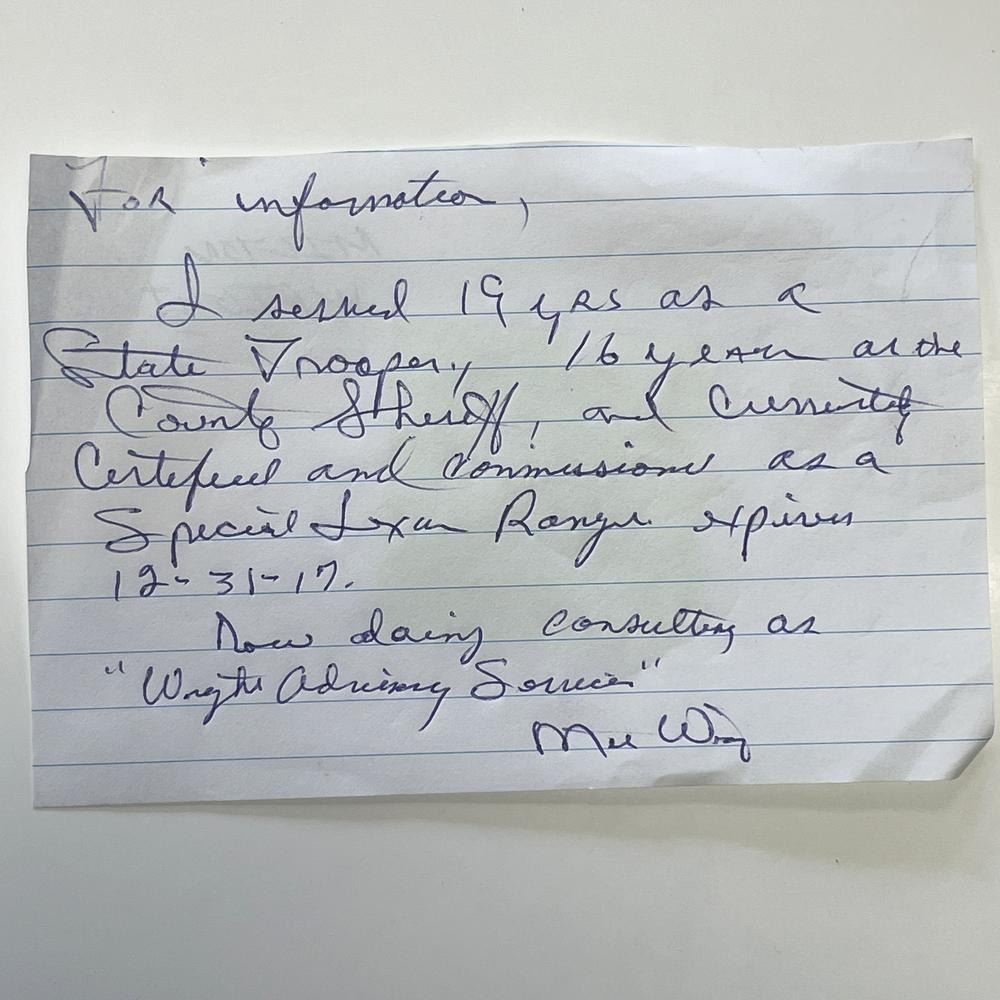 For information,
I served 19 yrs as a
State Trooper, 16 years as the
County Sheriff, and Currently
Certified and commissioned as a
Special Texas Ranger expires
12-31-17.
Now doing consulting as
"Wright Advisory Services"